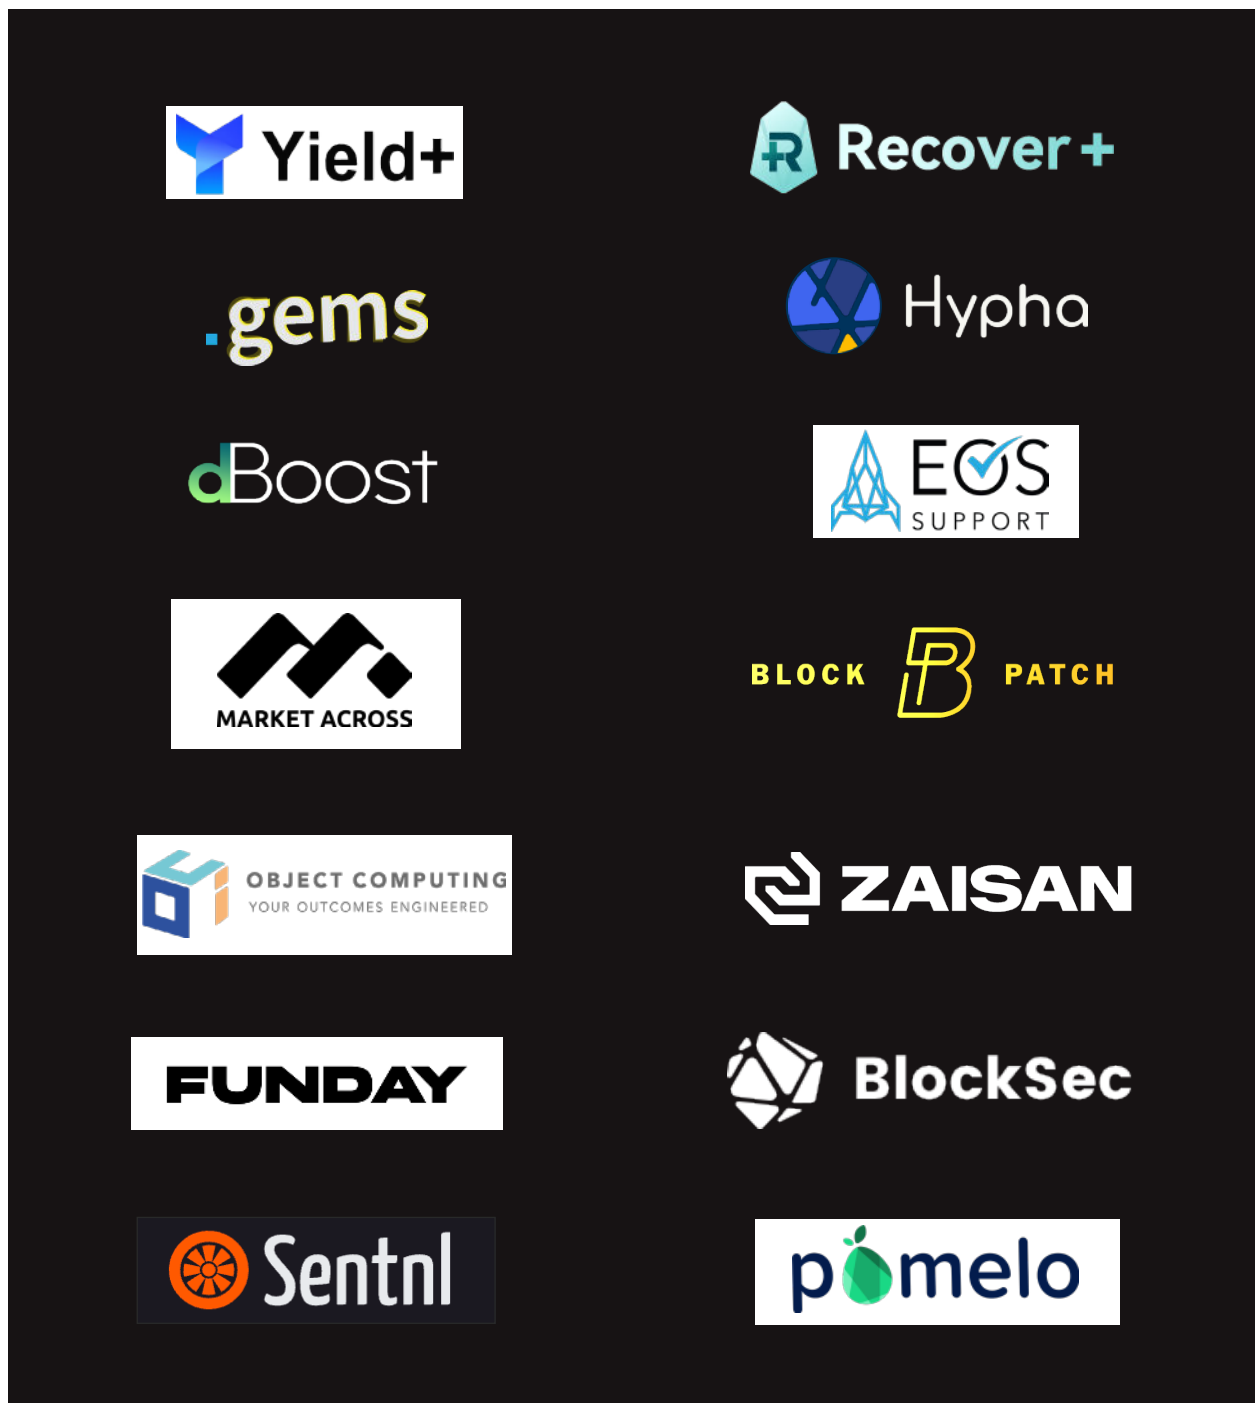 Yield+
Recover+
.gems
Hypha
dBoost
EOS
SUPPORT
MARKET ACROSS
BLOCK B PATCH
OBJECT COMPUTING
YOUR OUTCOMES ENGINEERED
ZAISAN
FUNDAY
BlockSec
Sentnl
pomelo